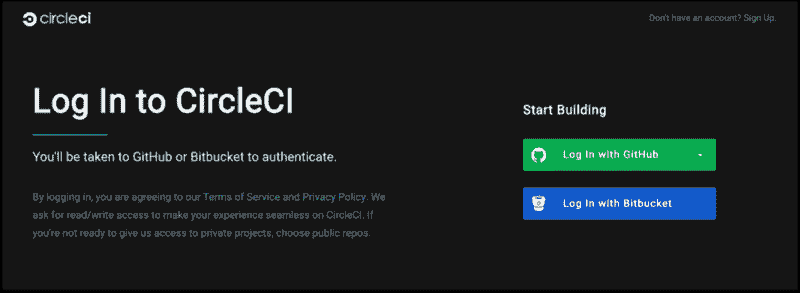 circleci
Don't have an account? Sign Up.
Log In to CircleCI
You'll be taken to GitHub or Bitbucket to authenticate.
By logging in, you are agreeing to our Terms of Service and Privacy Policy. We
ask for read/write access to make your experience seamless on CircleCI. If
you're not ready to give us access to private projects, choose public repos.
Start Building
Log In with GitHub
Log In with Bitbucket